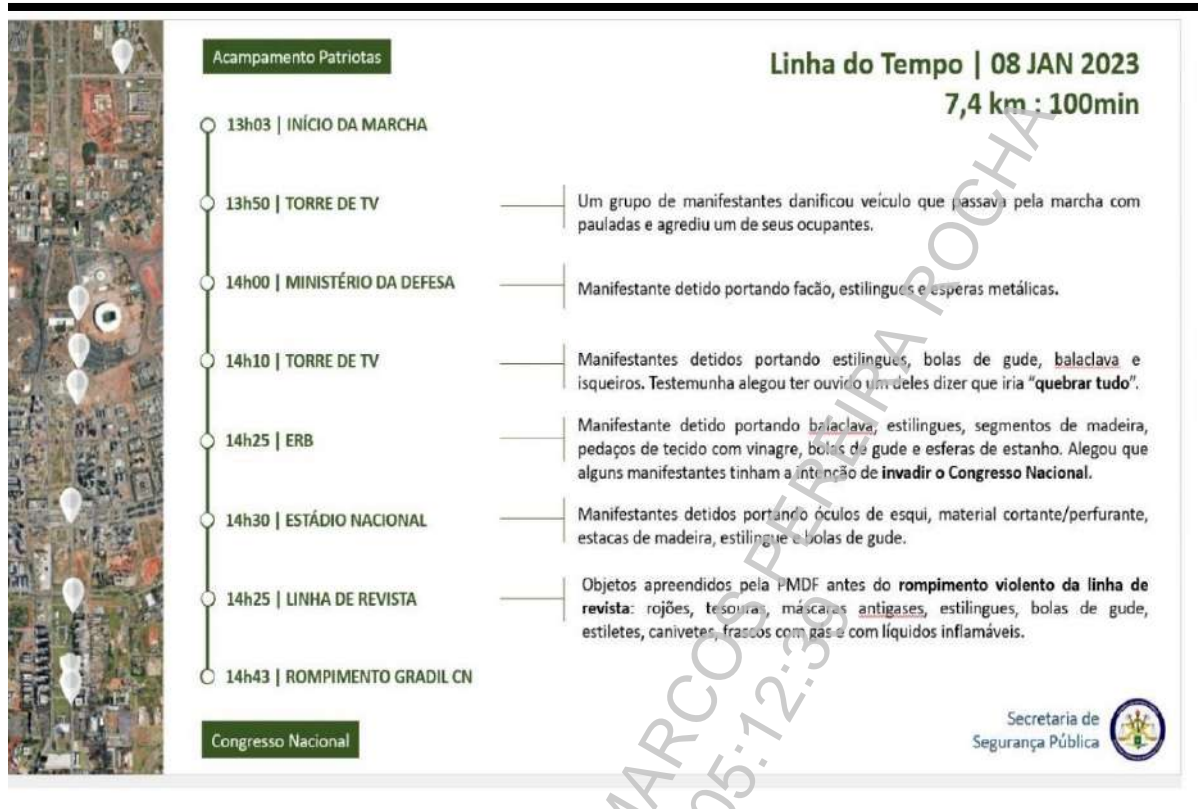 Acampamento Patriotas
Linha do Tempo | 08 JAN 2023
7,4 km : 100min
13h03 | INÍCIO DA MARCHA
13h50 | TORRE DE TV
Um grupo de manifestantes danificou veículo que passava pela marcha com
pauladas e agrediu um de seus ocupantes.
14h00 | MINISTÉRIO DA DEFESA
Manifestante detido portando facão, estilingues e esperas metálicas.
14h10 | TORRE DE TV
Manifestantes detidos portando estilingues, bolas de gude, balaclava e
isqueiros. Testemunha alegou ter ouvido um deles dizer que iria “quebrar tudo”.
14h25 | ERB
Manifestante detido portando balaclava, estilingues, segmentos de madeira,
pedaços de tecido com vinagre, bolas de gude e esferas de estanho. Alegou que
alguns manifestantes tinham a intenção de invadir o Congresso Nacional.
14h30 | ESTÁDIO NACIONAL
Manifestantes detidos portando óculos de esqui, material cortante/perfurante,
estacas de madeira, estilingue e bolas de gude.
14h25 | LINHA DE REVISTA
Objetos apreendidos pela PMDF antes do rompimento violento da linha de
revista: rojões, tesouras, máscaras antigases, estilingues, bolas de gude,
estiletes, canivetes, frascos com gás e com líquidos inflamáveis.
14h43 | ROMPIMENTO GRADIL CN
Congresso Nacional
Secretaria de
Segurança Pública
MARCOS PEREIRA ROCHA
05:12:39